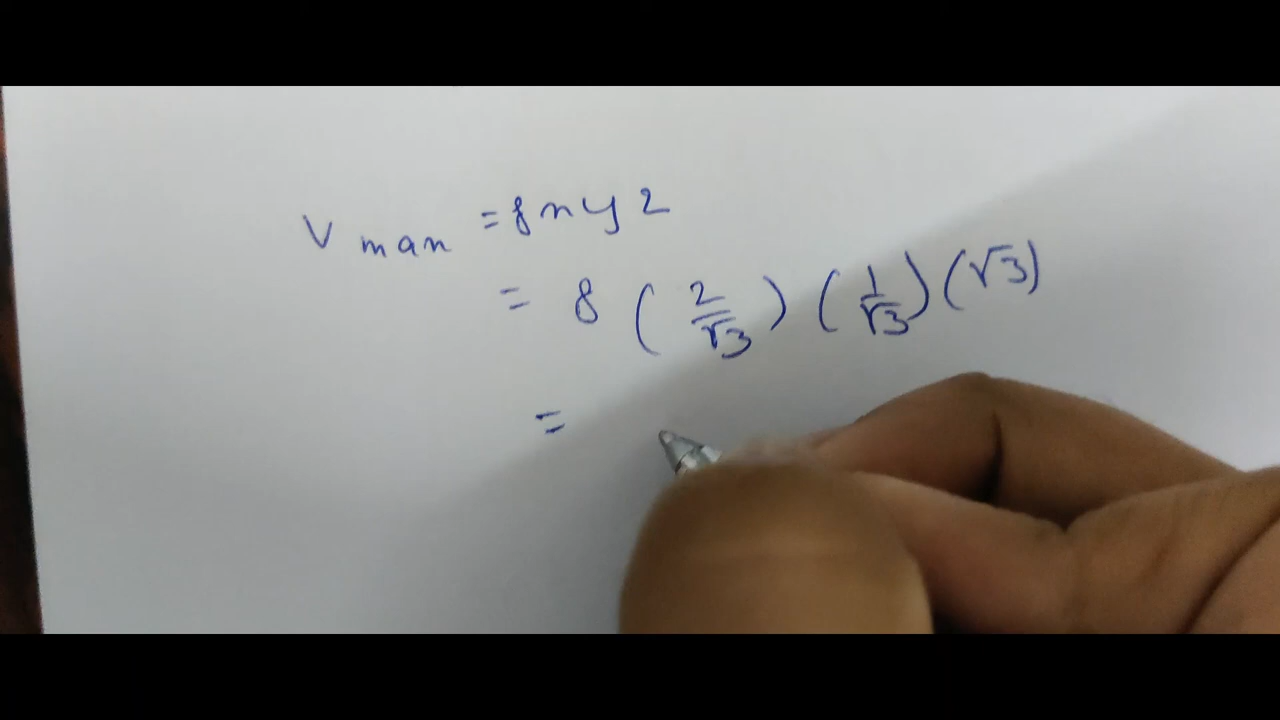 V max = 8xyz
= 8 ( 2/√3 ) ( 1/√3 ) (√3)
=